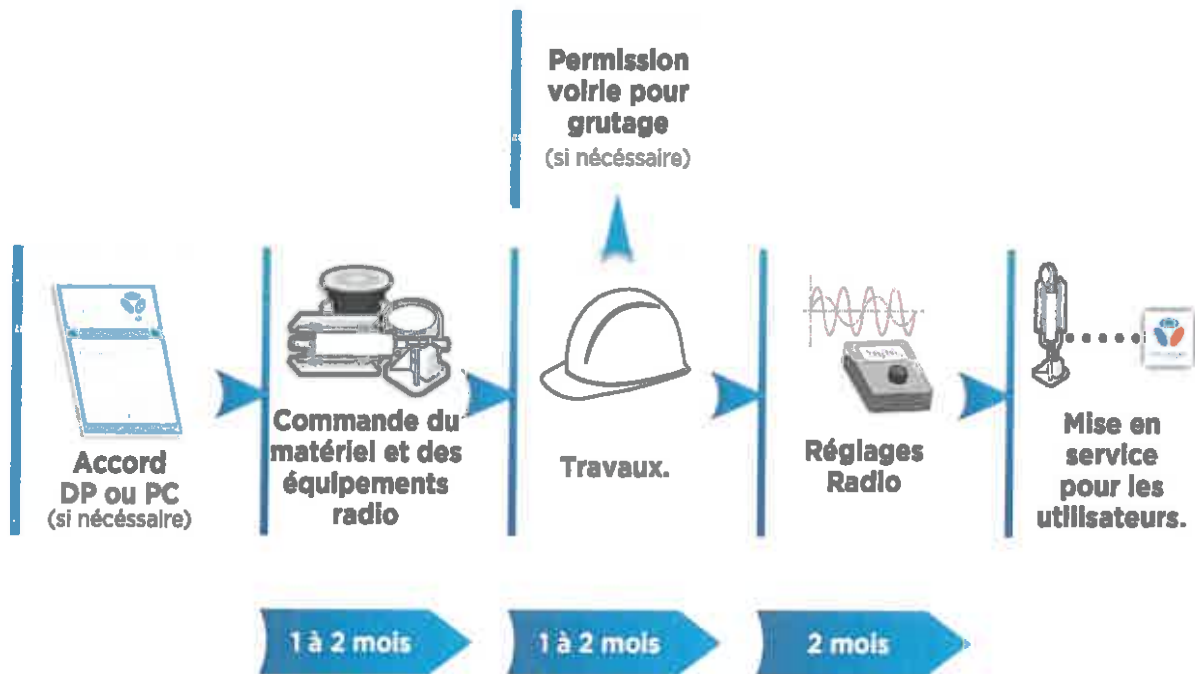 Permission
voirie pour
grutage
(si nécéssaire)
Accord
DP ou PC
(si nécéssaire)
Commande du
matériel et des
équipements
radio
Travaux.
Réglages
Radio
Mise en
service
pour les
utilisateurs.
1 à 2 mois
1 à 2 mois
2 mois